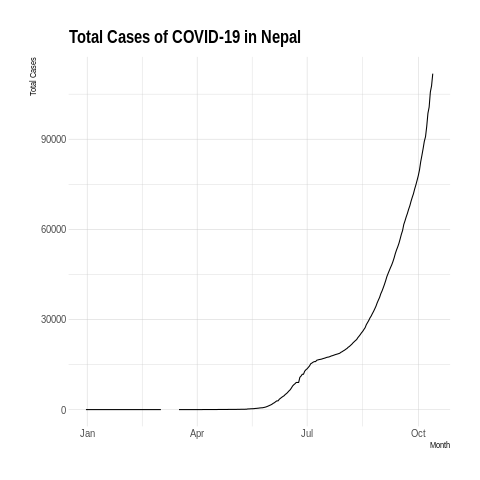 Total Cases of COVID-19 in Nepal
Total Cases
90000
60000
30000
0
Jan Apr Jul Oct
Month